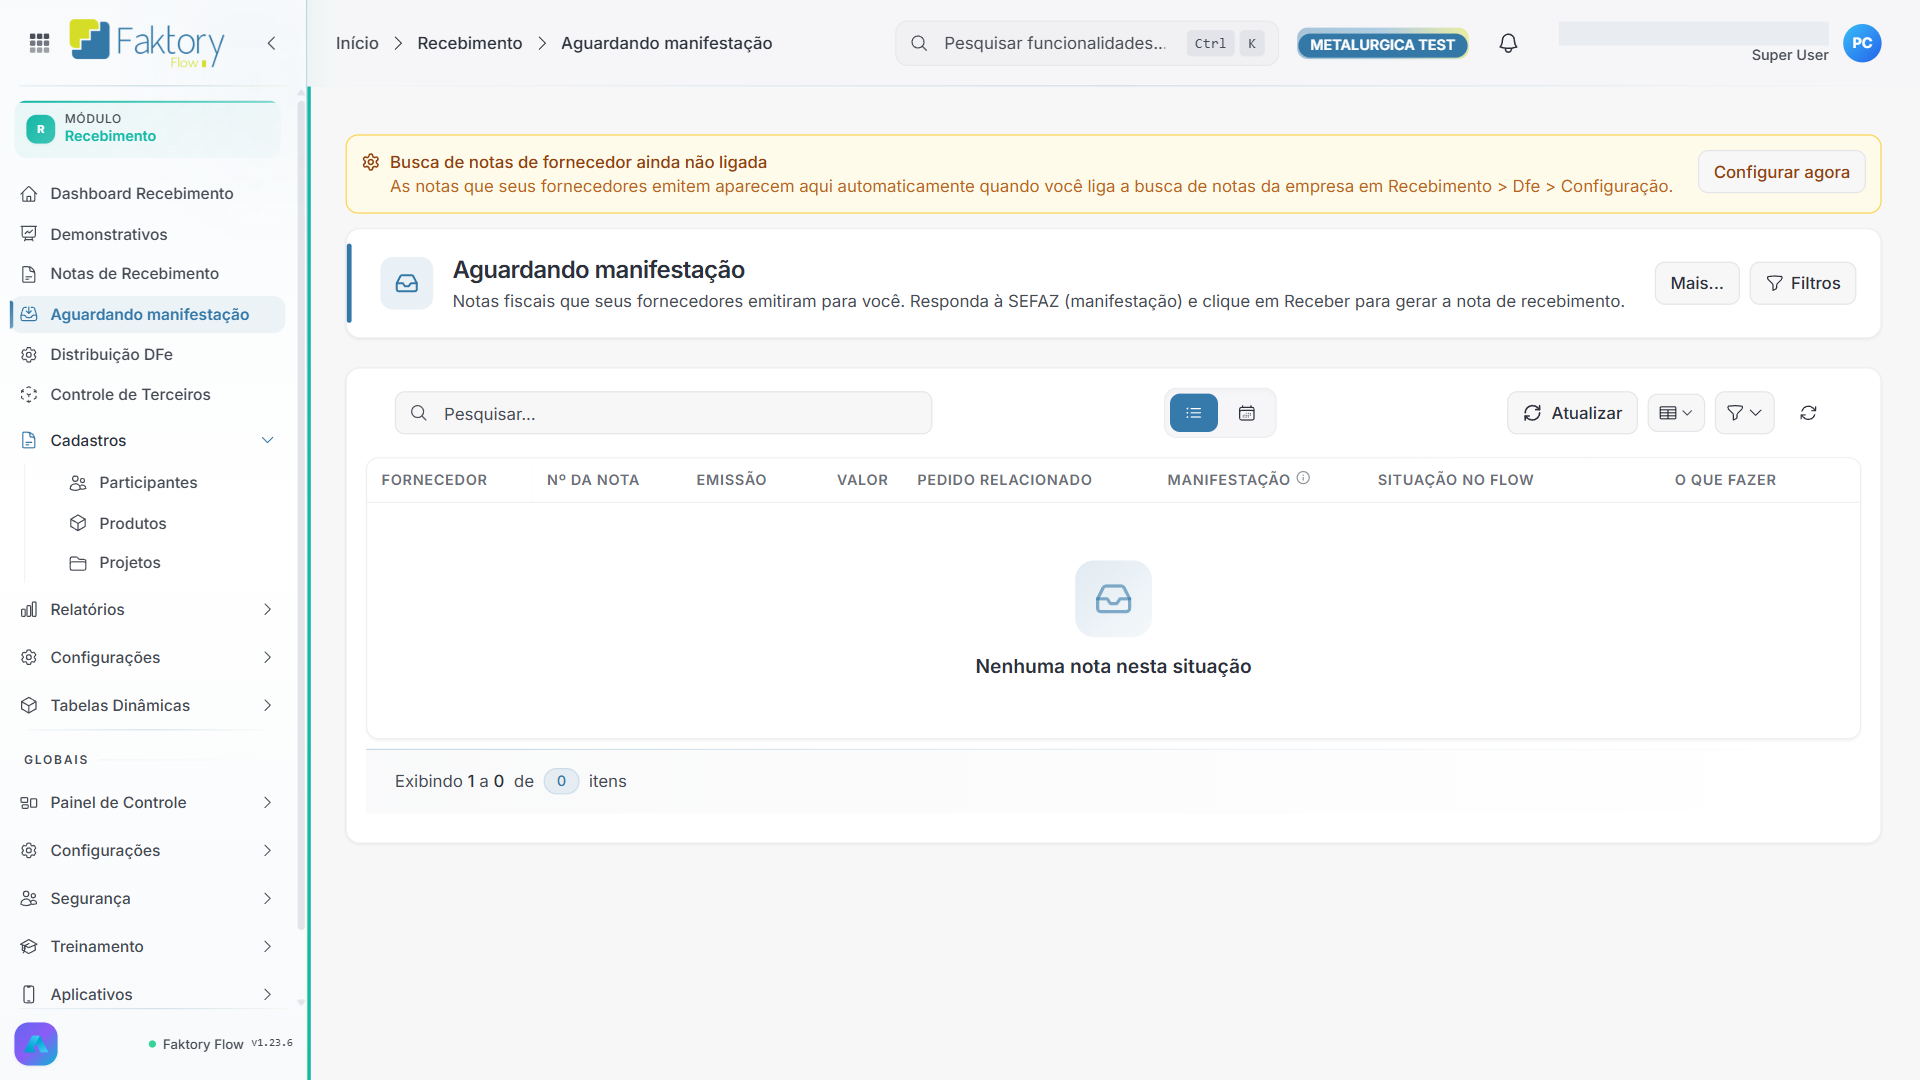 Faktory
Flow
Início > Recebimento > Aguardando manifestação
Pesquisar funcionalidades...
Ctrl K
METALURGICA TEST
Super User
PC
R
MÓDULO
Recebimento
Dashboard Recebimento
Demonstrativos
Notas de Recebimento
Aguardando manifestação
Distribuição DFe
Controle de Terceiros
Cadastros
Participantes
Produtos
Projetos
Relatórios
Configurações
Tabelas Dinâmicas
GLOBAIS
Painel de Controle
Configurações
Segurança
Treinamento
Aplicativos
Faktory Flow v1.23.6
Busca de notas de fornecedor ainda não ligada
As notas que seus fornecedores emitem aparecem aqui automaticamente quando você liga a busca de notas da empresa em Recebimento > Dfe > Configuração.
Configurar agora
Aguardando manifestação
Notas fiscais que seus fornecedores emitiram para você. Responda à SEFAZ (manifestação) e clique em Receber para gerar a nota de recebimento.
Mais...
Filtros
Pesquisar...
Atualizar
FORNECEDOR Nº DA NOTA EMISSÃO VALOR PEDIDO RELACIONADO MANIFESTAÇÃO SITUAÇÃO NO FLOW O QUE FAZER
Nenhuma nota nesta situação
Exibindo 1 a 0 de 0 itens